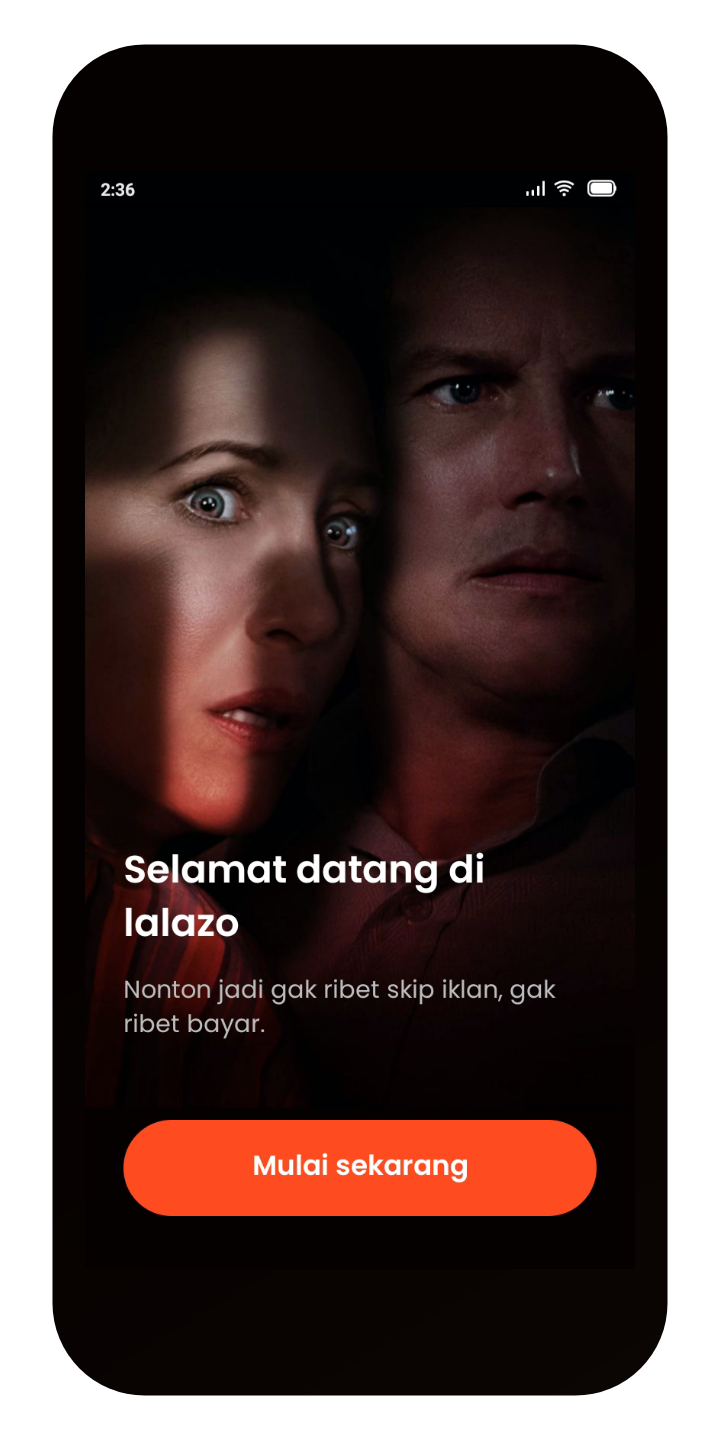 2:36
Selamat datang di
lalazo
Nonton jadi gak ribet skip iklan, gak
ribet bayar.
Mulai sekarang